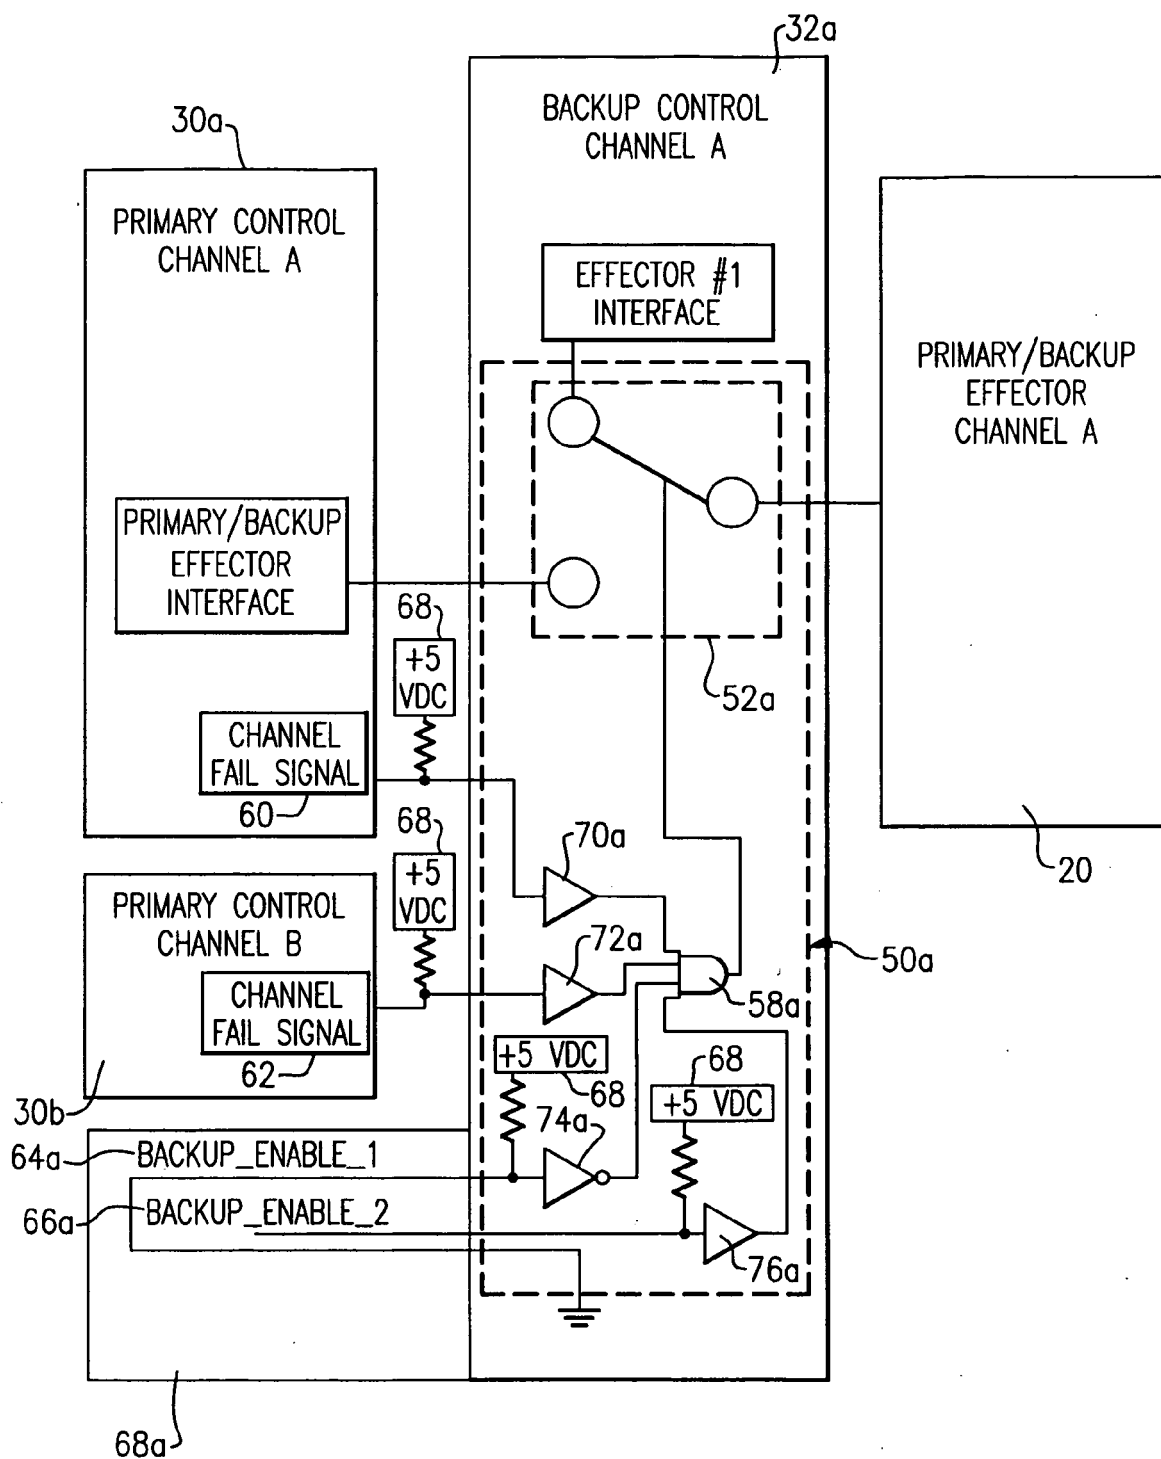 32a
BACKUP CONTROL
CHANNEL A
30a
PRIMARY CONTROL
CHANNEL A
EFFECTOR #1
INTERFACE
PRIMARY/BACKUP
EFFECTOR
CHANNEL A
PRIMARY/BACKUP
EFFECTOR
INTERFACE
68
+5
VDC
52a
CHANNEL
FAIL SIGNAL
60
70a
20
68
+5
VDC
PRIMARY CONTROL
CHANNEL B
72a
50a
CHANNEL
FAIL SIGNAL
62
58a
30b
+5 VDC
68
68
+5 VDC
74a
64a
BACKUP_ENABLE_1
66a
BACKUP_ENABLE_2
76a
68a